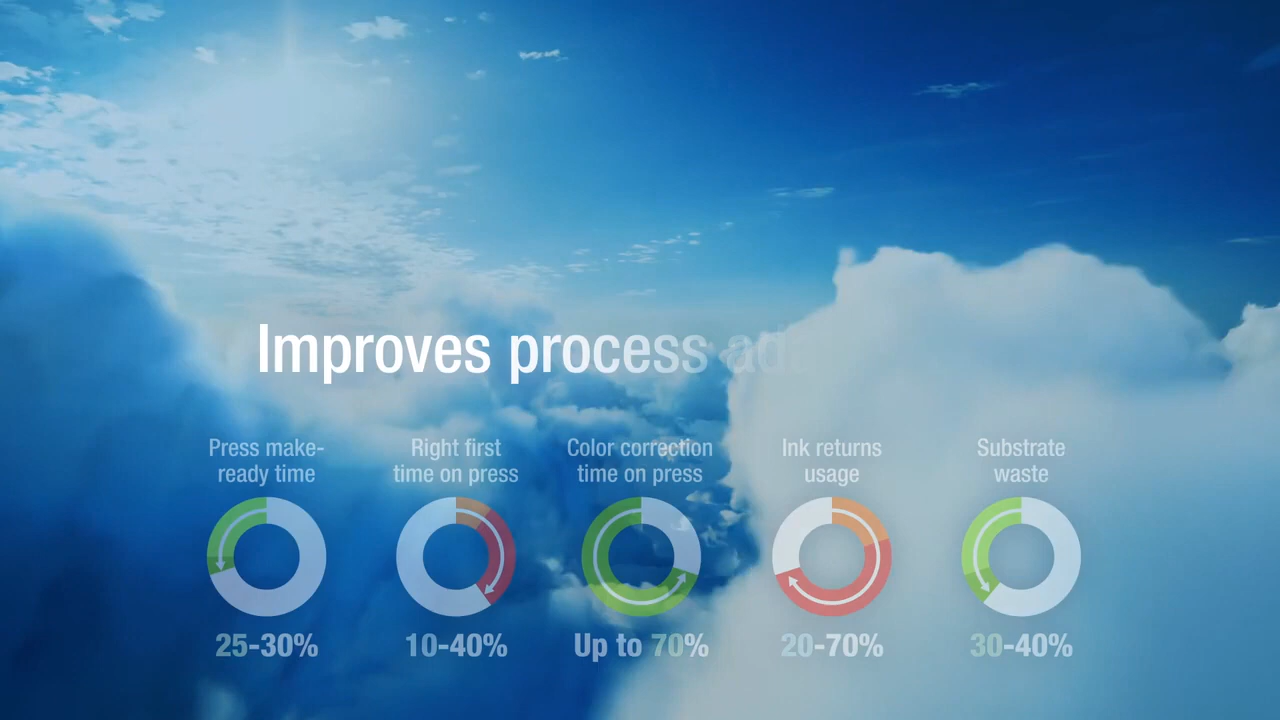 Improves process
Press make-
ready time
Right first
time on press
Color correction
time on press
Ink returns
usage
Substrate
waste
25-30%
10-40%
Up to 70%
20-70%
30-40%